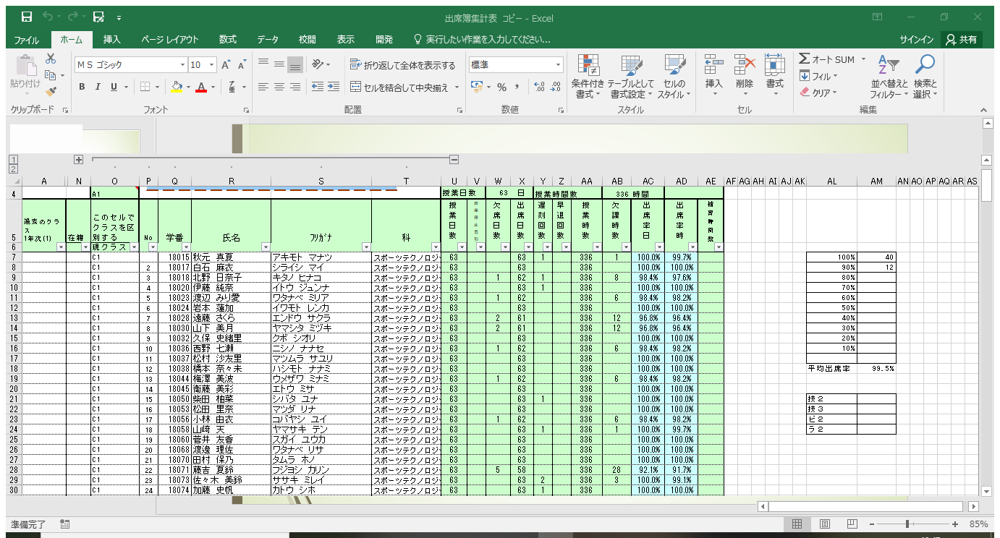 出席簿集計表 コピー - Excel
ファイル ホーム 挿入 ページ レイアウト 数式 データ 校閲 表示 開発 実行したい作業を入力してください... サインイン 共有
貼り付け MS ゴシック 10 折り返して全体を表示する 標準 条件付き書式 テーブルとして書式設定 セルのスタイル 挿入 削除 書式 オート SUM 並べ替えとフィルター 検索と選択
B I U セルを結合して中央揃え % フィル クリア
クリップボード フォント 配置 数値 スタイル セル 編集
1
2
A N O P Q R S T U V W X Y Z AA AB AC AD AE AF AG AH AI AJ AK AL AM AN AO AP AQ AR AS
4 A1 授業日数 63 日 授業時間数 336 時間
5 過去のクラス 1年次(1) 在籍 このセルでクラスを区別する No 学番 氏名 フリガナ 科 授業日数 欠席日数 出席日数 遅刻回数 早退回数 授業時数 欠課時数 出席率日 出席率時 補習時間数
6 現クラス
7 C1 18015 秋元 真夏 アキモト マナツ スポーツテクノロジ 63 63 1 336 1 100.0% 99.7% 100% 40
8 C1 2 18017 白石 麻衣 シライシ マイ スポーツテクノロジ 63 63 336 100.0% 100.0% 90% 12
9 C1 3 18018 北野 日奈子 キタノ ヒナコ スポーツテクノロジ 63 1 62 1 336 8 98.4% 97.6% 80%
10 C1 4 18020 伊藤 純奈 イトウ ジュンナ スポーツテクノロジ 63 63 1 336 100.0% 100.0% 70%
11 C1 5 18023 渡辺 みり愛 ワタナベ ミリア スポーツテクノロジ 63 1 62 336 6 98.4% 98.2% 60%
12 C1 6 18024 岩本 蓮加 イワモト レンカ スポーツテクノロジ 63 63 336 100.0% 100.0% 50%
13 C1 7 18028 遠藤 さくら エンドウ サクラ スポーツテクノロジ 63 2 61 336 12 96.8% 96.4% 40%
14 C1 8 18030 山下 美月 ヤマシタ ミヅキ スポーツテクノロジ 63 2 61 336 12 96.8% 96.4% 30%
15 C1 9 18032 久保 史緒里 クボ シオリ スポーツテクノロジ 63 63 336 100.0% 100.0% 20%
16 C1 10 18036 西野 七瀬 ニシノ ナナセ スポーツテクノロジ 63 1 62 336 6 98.4% 98.2% 10%
17 C1 11 18037 松村 沙友里 マツムラ サユリ スポーツテクノロジ 63 63 336 100.0% 100.0%
18 C1 12 18038 橋本 奈々未 ハシモト ナナミ スポーツテクノロジ 63 63 336 100.0% 100.0% 平均出席率 99.5%
19 C1 13 18044 梅澤 美波 ウメザワ ミナミ スポーツテクノロジ 63 1 62 336 6 98.4% 98.2%
20 C1 14 18045 衛藤 美彩 エトウ ミサ スポーツテクノロジ 63 63 336 100.0% 100.0%
21 C1 15 18050 柴田 柚菜 シバタ ユナ スポーツテクノロジ 63 63 1 336 100.0% 100.0% 技2
22 C1 16 18053 松田 里奈 マツダ リナ スポーツテクノロジ 63 63 336 100.0% 100.0% 技3
23 C1 17 18056 小林 由衣 コバヤシ ユイ スポーツテクノロジ 63 1 62 336 6 98.4% 98.2% ビ2
24 C1 18 18058 山﨑 天 ヤマサキ テン スポーツテクノロジ 63 63 1 336 1 100.0% 99.7% ラ2
25 C1 19 18060 菅井 友香 スガイ ユウカ スポーツテクノロジ 63 63 336 100.0% 100.0%
26 C1 20 18068 渡邉 理佐 ワタナベ リサ スポーツテクノロジ 63 63 336 100.0% 100.0%
27 C1 21 18070 田村 保乃 タムラ ホノ スポーツテクノロジ 63 63 336 100.0% 100.0%
28 C1 22 18071 藤吉 夏鈴 フジヨシ カリン スポーツテクノロジ 63 5 58 336 28 92.1% 91.7%
29 C1 23 18073 佐々木 美鈴 ササキ ミレイ スポーツテクノロジ 63 63 2 336 3 100.0% 99.1%
30 C1 24 18074 加藤 史帆 カトウ シホ スポーツテクノロジ 63 63 1 336 100.0% 100.0%
準備完了 85%